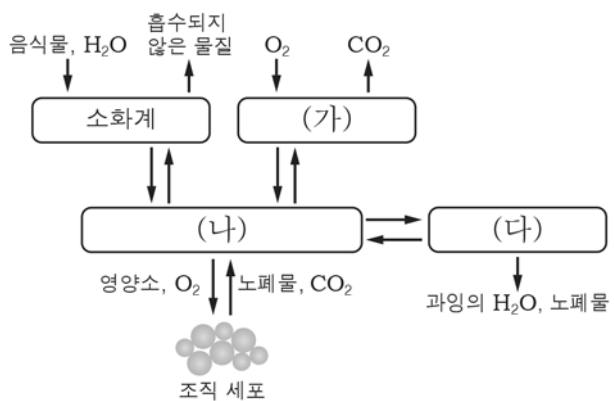 음식물, H₂O
흡수되지
않은 물질
O₂
CO₂
소화계
(가)
(나)
(다)
영양소, O₂
노폐물, CO₂
과잉의 H₂O, 노폐물
조직 세포